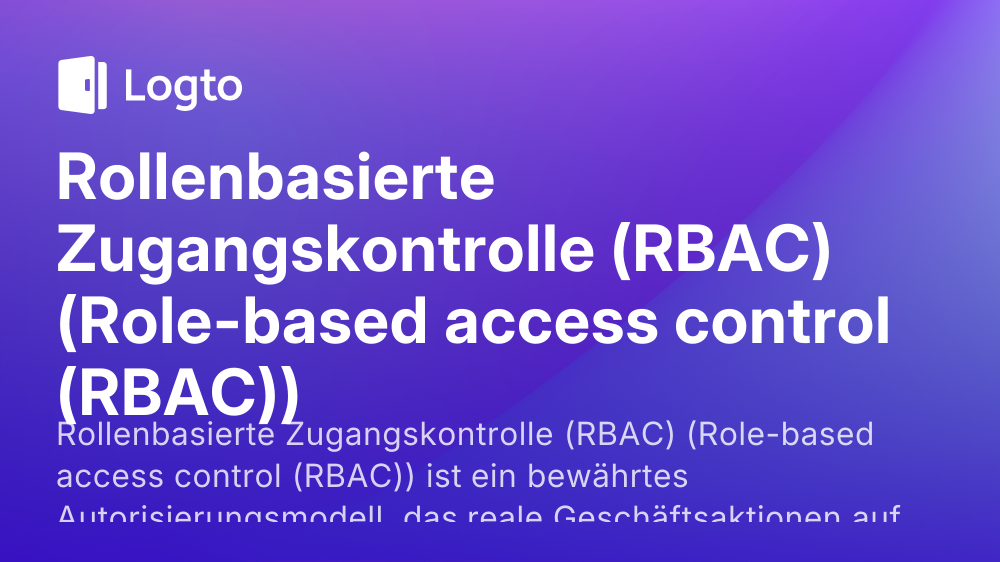 Logto
Rollenbasierte
Zugangskontrolle (RBAC)
(Role-based access control
(RBAC))
Rollenbasierte Zugangskontrolle (RBAC) (Role-based
access control (RBAC)) ist ein bewährtes
Autorisierungsmodell, das reale Geschäftsaktionen auf